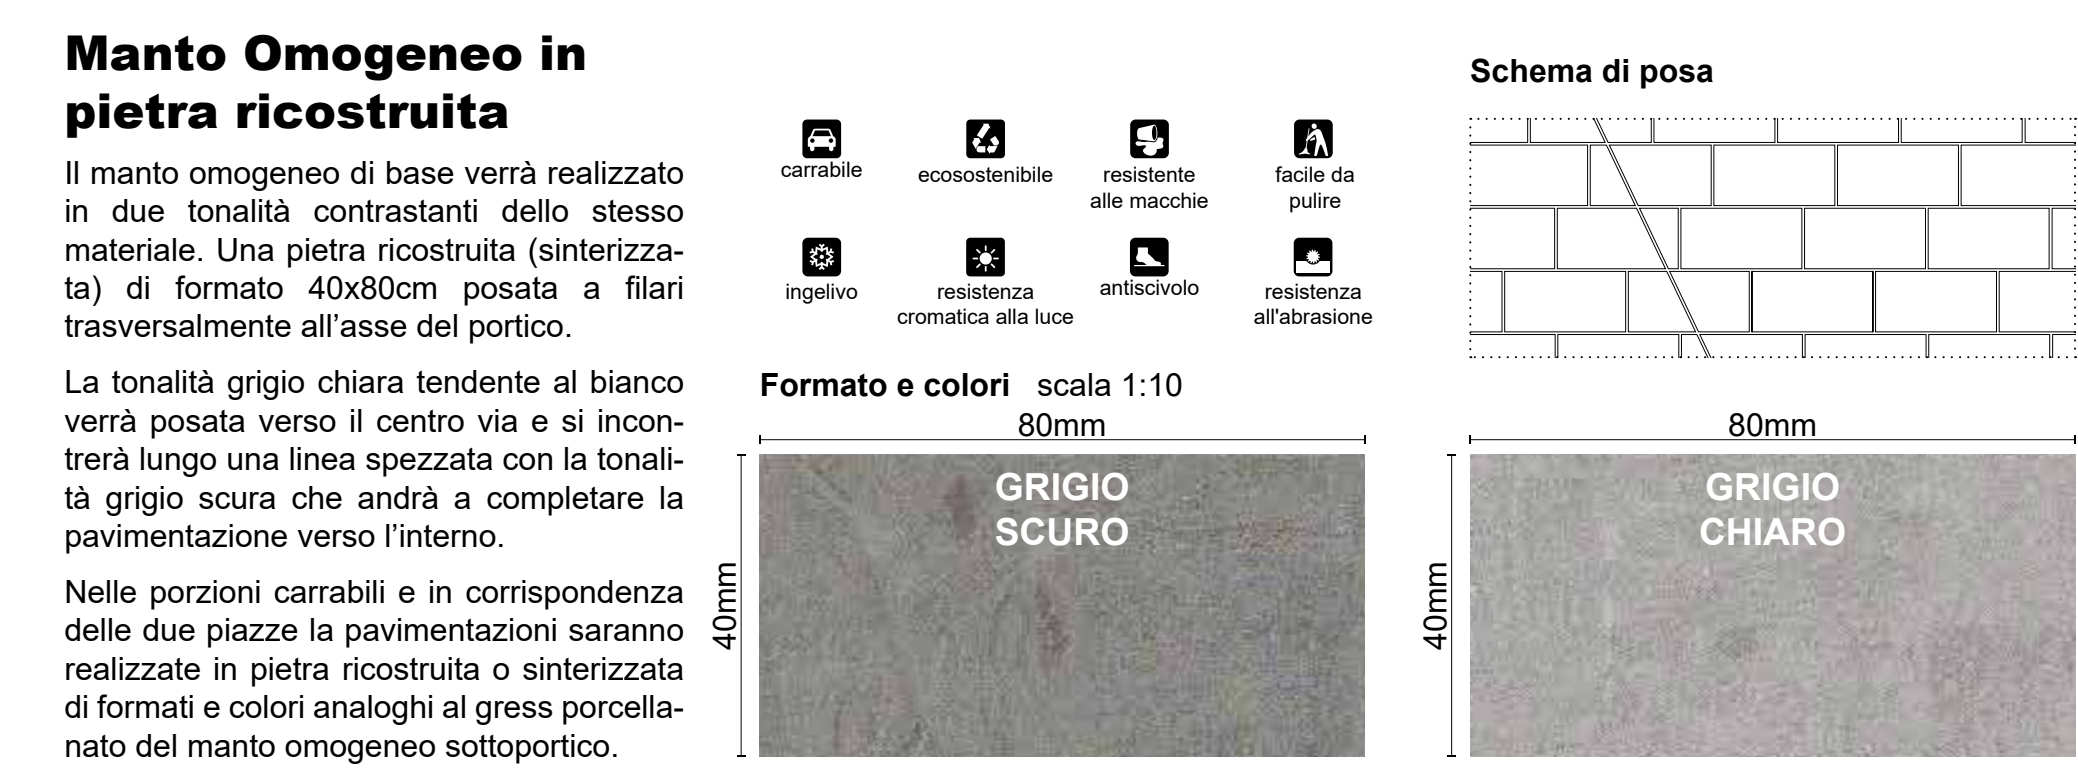 Manto Omogeneo in
pietra ricostruita
Il manto omogeneo di base verrà realizzato
in due tonalità contrastanti dello stesso
materiale. Una pietra ricostruita (sinterizza-
ta) di formato 40x80cm posata a filari
trasversalmente all’asse del portico.
La tonalità grigio chiara tendente al bianco
verrà posata verso il centro via e si incon-
trerà lungo una linea spezzata con la tonali-
tà grigio scura che andrà a completare la
pavimentazione verso l’interno.
Nelle porzioni carrabili e in corrispondenza
delle due piazze la pavimentazioni saranno
realizzate in pietra ricostruita o sinterizzata
di formati e colori analoghi al gress porcella-
nato del manto omogeneo sottoportico.
carrabile
ecosostenibile
resistente
alle macchie
facile da
pulire
ingelivo
resistenza
cromatica alla luce
antiscivolo
resistenza
all'abrasione
Schema di posa
Formato e colori scala 1:10
80mm
40mm
GRIGIO
SCURO
80mm
40mm
GRIGIO
CHIARO